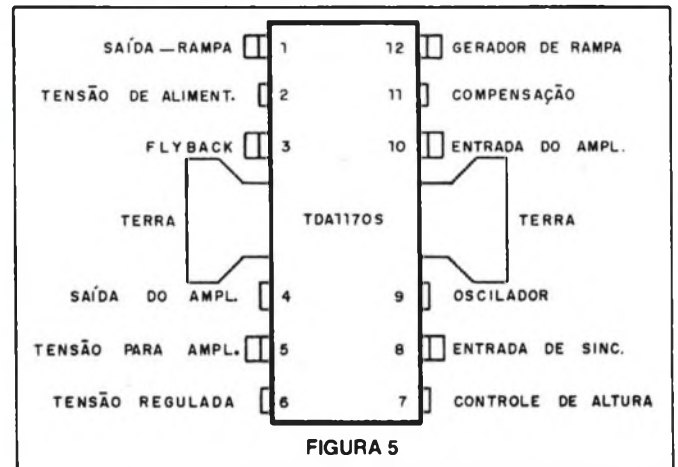 SAÍDA — RAMPA 1 12 GERADOR DE RAMPA
TENSÃO DE ALIMENT. 2 11 COMPENSAÇÃO
FLYBACK 3 10 ENTRADA DO AMPL.
TERRA TDA1170S TERRA
SAÍDA DO AMPL. 4 9 OSCILADOR
TENSÃO PARA AMPL. 5 8 ENTRADA DE SINC.
TENSÃO REGULADA 6 7 CONTROLE DE ALTURA
FIGURA 5